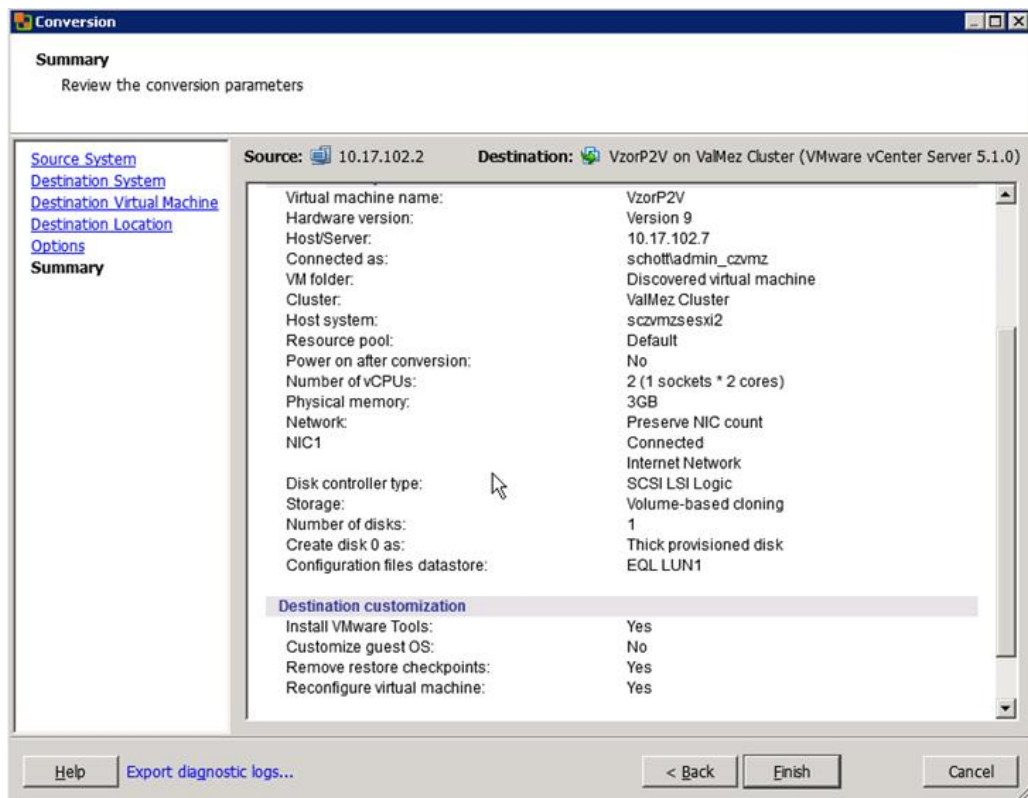 Conversion
Summary
Review the conversion parameters
Source System
Destination System
Destination Virtual Machine
Destination Location
Options
Summary
Source: 10.17.102.2 Destination: VzorP2V on ValMez Cluster (VMware vCenter Server 5.1.0)
Virtual machine name: VzorP2V
Hardware version: Version 9
Host/Server: 10.17.102.7
Connected as: schott\admin_czvmz
VM folder: Discovered virtual machine
Cluster: ValMez Cluster
Host system: sczvmzsesxi2
Resource pool: Default
Power on after conversion: No
Number of vCPUs: 2 (1 sockets * 2 cores)
Physical memory: 3GB
Network: Preserve NIC count
NIC1 Connected
Internet Network
Disk controller type: SCSI LSI Logic
Storage: Volume-based cloning
Number of disks: 1
Create disk 0 as: Thick provisioned disk
Configuration files datastore: EQL LUN1
Destination customization
Install VMware Tools: Yes
Customize guest OS: No
Remove restore checkpoints: Yes
Reconfigure virtual machine: Yes
Help Export diagnostic logs... < Back Finish Cancel